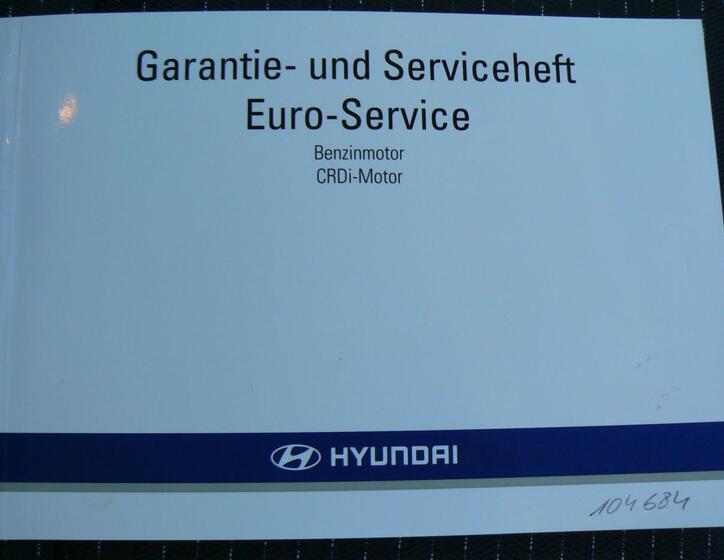 Garantie- und Serviceheft
Euro-Service
Benzinmotor
CRDi-Motor
HYUNDAI
104684